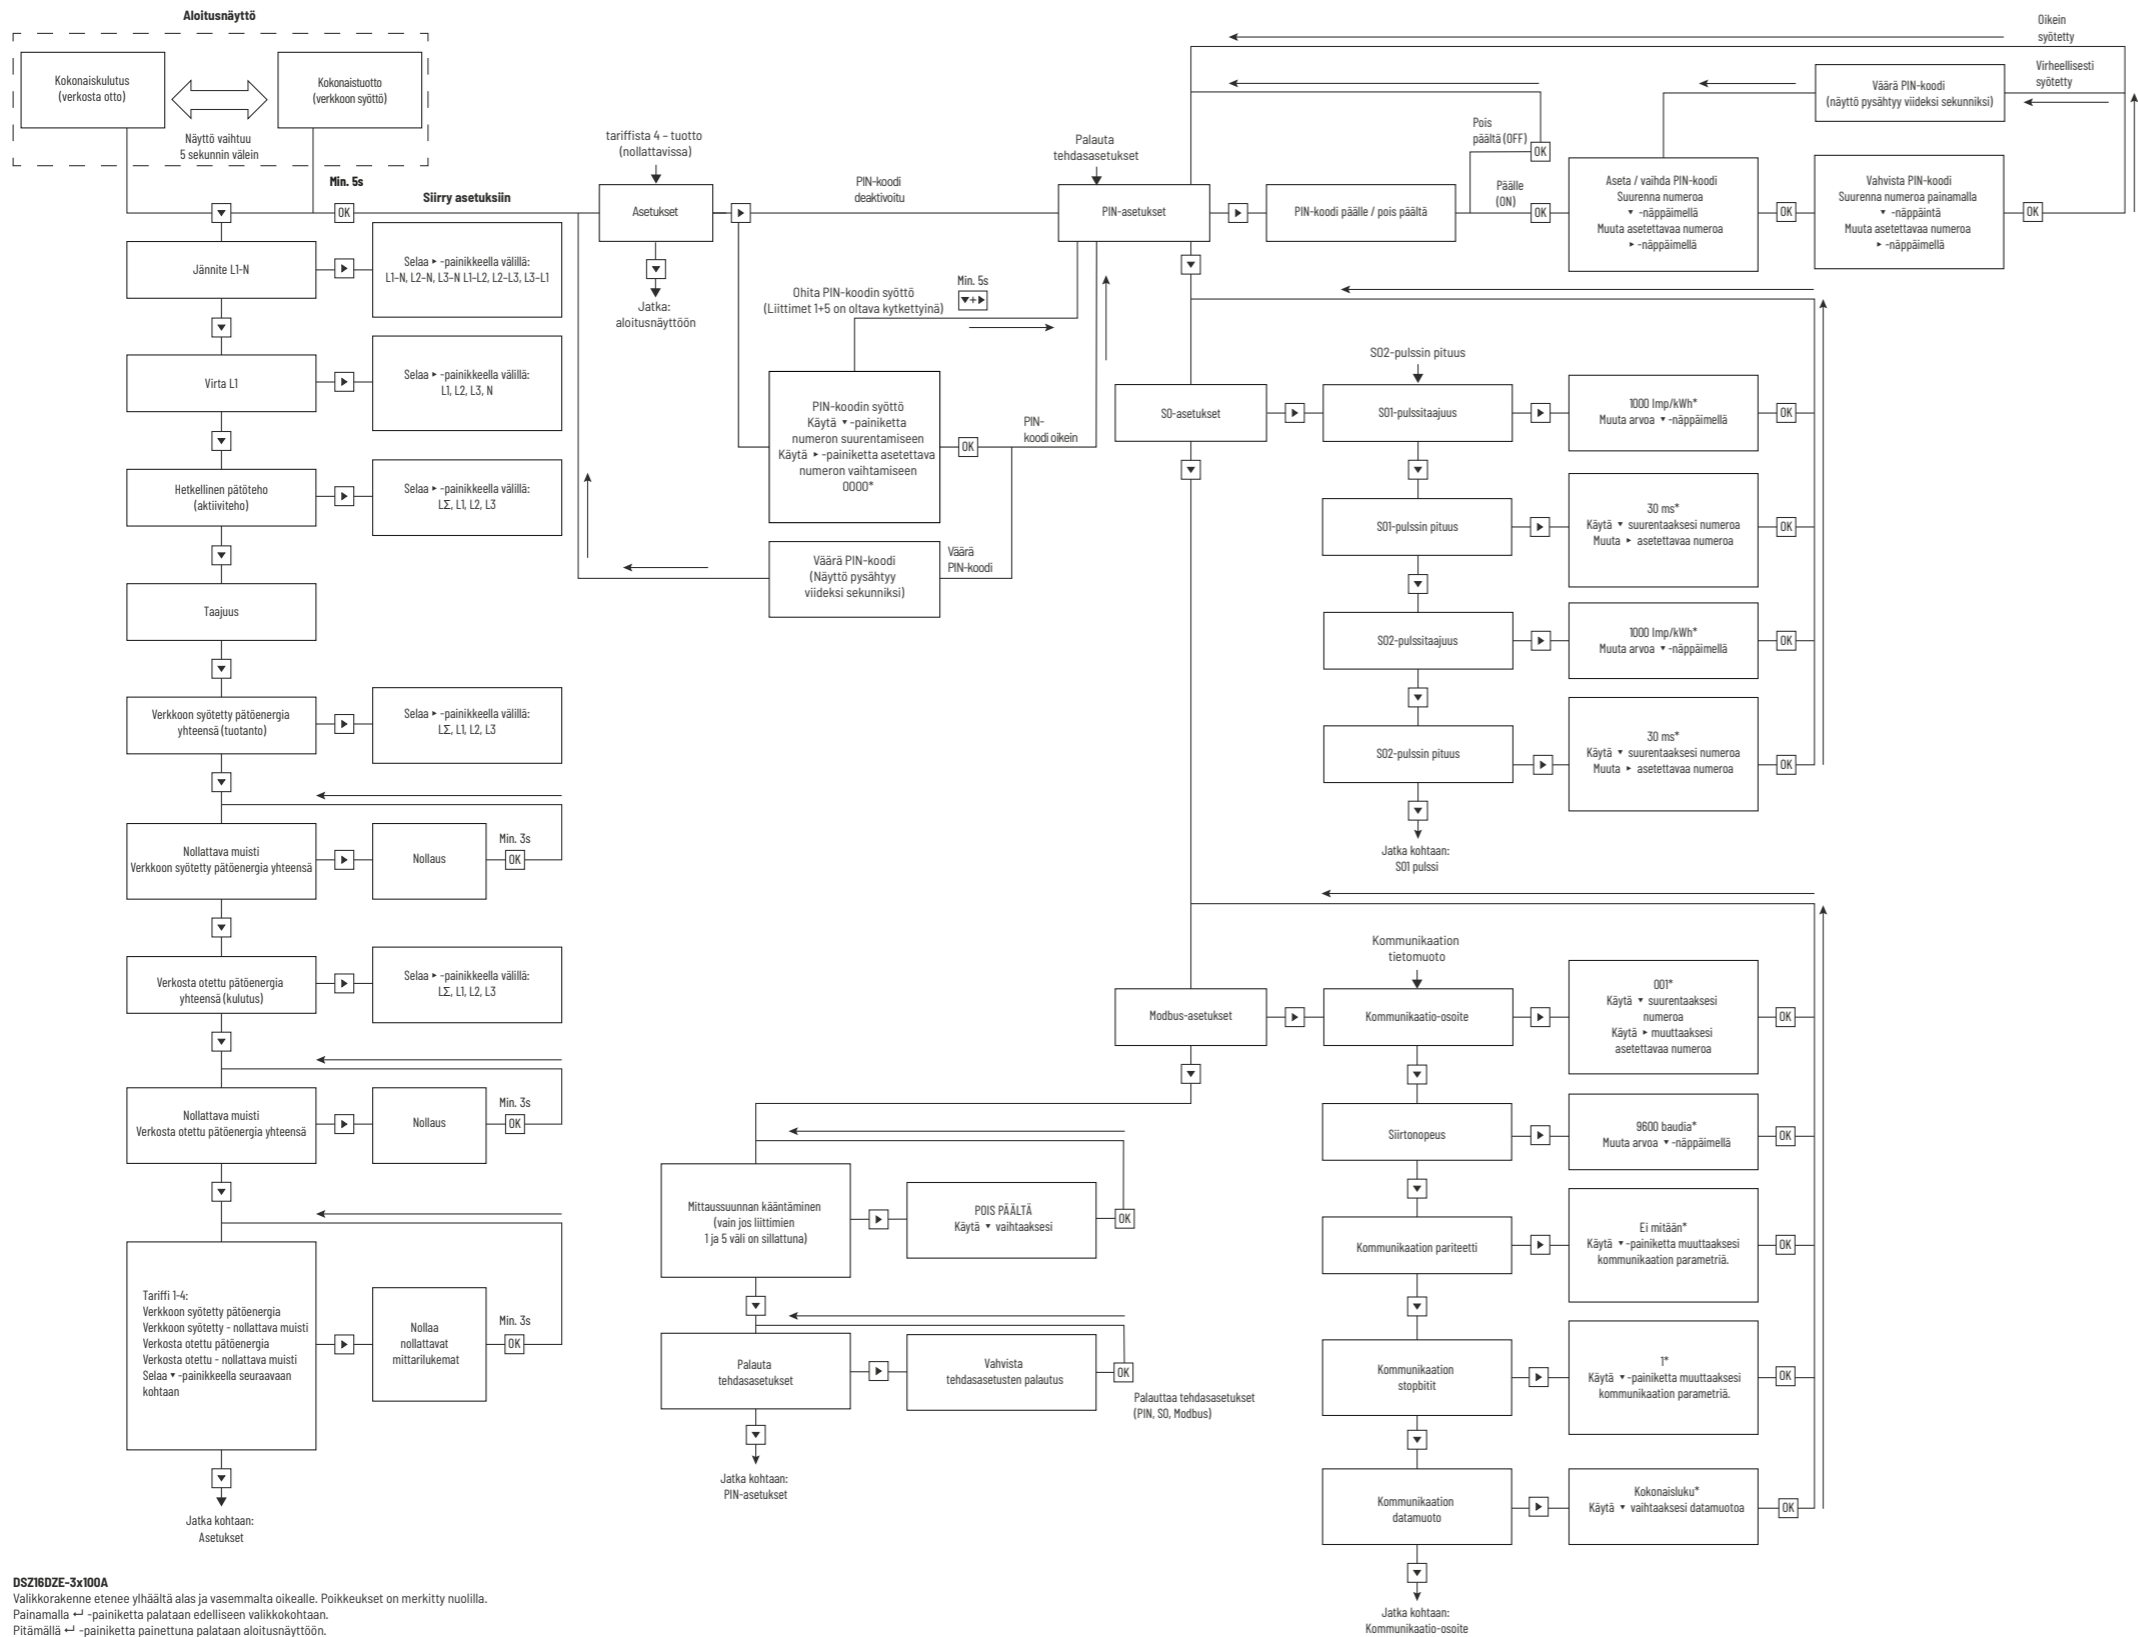 Aloitusnäyttö
Kokonaiskulutus
(verkosta otto)
Kokonaistuotto
(verkkoon syöttö)
Näyttö vaihtuu
5 sekunnin välein
Min. 5s
OK
Siirry asetuksiin
Jännite L1-N
Selaa ▸ -painikkeella välillä:
L1-N, L2-N, L3-N L1-L2, L2-L3, L3-L1
Virta L1
Selaa ▸ -painikkeella välillä:
L1, L2, L3, N
Hetkellinen pätöteho
(aktiiviteho)
Selaa ▸ -painikkeella välillä:
LΣ, L1, L2, L3
Taajuus
Verkkoon syötetty pätöenergia
yhteensä (tuotanto)
Selaa ▸ -painikkeella välillä:
LΣ, L1, L2, L3
Nollattava muisti
Verkkoon syötetty pätöenergia yhteensä
Nollaus
Min. 3s
OK
Verkosta otettu pätöenergia
yhteensä (kulutus)
Selaa ▸ -painikkeella välillä:
LΣ, L1, L2, L3
Nollattava muisti
Verkosta otettu pätöenergia yhteensä
Nollaus
Min. 3s
OK
Tariffi 1-4:
Verkkoon syötetty pätöenergia
Verkkoon syötetty - nollattava muisti
Verkosta otettu pätöenergia
Verkosta otettu - nollattava muisti
Selaa ▾ -painikkeella seuraavaan
kohtaan
Nollaa
nollattavat
mittarilukemat
Min. 3s
OK
Jatka kohtaan:
Asetukset
tariffista 4 – tuotto
(nollattavissa)
Asetukset
Jatka:
aloitusnäyttöön
PIN-koodi
deaktivoitu
Ohita PIN-koodin syöttö
(Liittimet 1+5 on oltava kytkettyinä)
Min. 5s
▾+▸
PIN-koodin syöttö
Käytä ▾ -painiketta
numeron suurentamiseen
Käytä ▸ -painiketta asetettava
numeron vaihtamiseen
0000*
OK
PIN-
koodi oikein
Väärä PIN-koodi
(Näyttö pysähtyy
viideksi sekunniksi)
Väärä
PIN-koodi
Palauta
tehdasasetukset
PIN-asetukset
PIN-koodi päälle / pois päältä
Pois
päältä (OFF)
OK
Päälle
(ON)
OK
Aseta / vaihda PIN-koodi
Suurenna numeroa
▾ -näppäimellä
Muuta asetettavaa numeroa
▸ -näppäimellä
OK
Vahvista PIN-koodi
Suurenna numeroa painamalla
▾ -näppäintä
Muuta asetettavaa numeroa
▸ -näppäimellä
OK
Väärä PIN-koodi
(näyttö pysähtyy viideksi sekunniksi)
Oikein
syötetty
Virheellisesti
syötetty
S0-asetukset
S02-pulssin pituus
S01-pulssitaajuus
1000 Imp/kWh*
Muuta arvoa ▾ -näppäimellä
OK
S01-pulssin pituus
30 ms*
Käytä ▾ suurentaaksesi numeroa
Muuta ▸ asetettavaa numeroa
OK
S02-pulssitaajuus
1000 Imp/kWh*
Muuta arvoa ▾ -näppäimellä
OK
S02-pulssin pituus
30 ms*
Käytä ▾ suurentaaksesi numeroa
Muuta ▸ asetettavaa numeroa
OK
Jatka kohtaan:
S01 pulssi
Modbus-asetukset
Kommunikaation
tietomuoto
Kommunikaatio-osoite
001*
Käytä ▾ suurentaaksesi
numeroa
Käytä ▸ muuttaaksesi
asetettavaa numeroa
OK
Siirtonopeus
9600 baudia*
Muuta arvoa ▾ -näppäimellä
OK
Kommunikaation pariteetti
Ei mitään*
Käytä ▾ -painiketta muuttaaksesi
kommunikaation parametriä.
OK
Kommunikaation
stopbitit
1*
Käytä ▾ -painiketta muuttaaksesi
kommunikaation parametriä.
OK
Kommunikaation
datamuoto
Kokonaisluku*
Käytä ▾ vaihtaaksesi datamuotoa
OK
Jatka kohtaan:
Kommunikaatio-osoite
Mittaussuunnan kääntäminen
(vain jos liittimien
1 ja 5 väli on sillattuna)
POIS PÄÄLTÄ
Käytä ▾ vaihtaaksesi
OK
Palauta
tehdasasetukset
Vahvista
tehdasasetusten palautus
OK
Palauttaa tehdasasetukset
(PIN, S0, Modbus)
Jatka kohtaan:
PIN-asetukset
DSZ16DZE-3x100A
Valikkorakenne etenee ylhäältä alas ja vasemmalta oikealle. Poikkeukset on merkitty nuolilla.
Painamalla ↵ -painiketta palataan edelliseen valikkokohtaan.
Pitämällä ↵ -painiketta painettuna palataan aloitusnäyttöön.